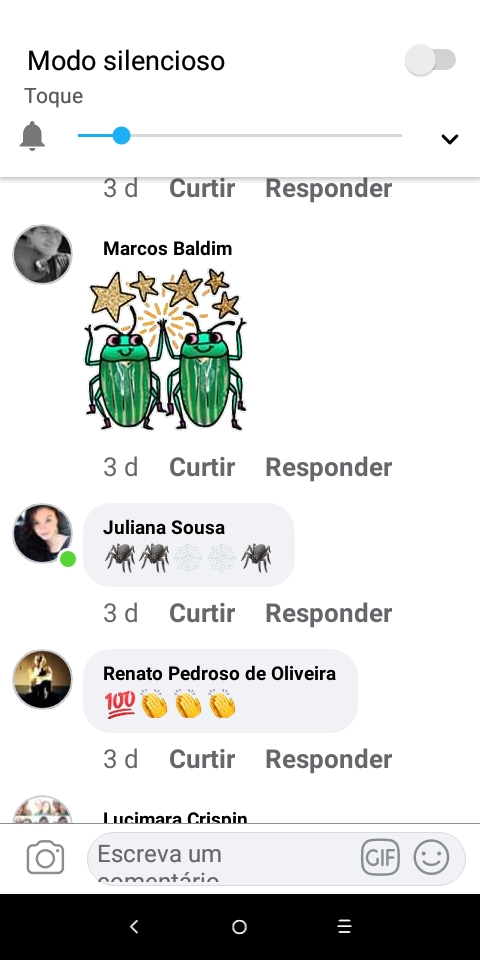 Modo silencioso
Toque
3 d Curtir Responder
Marcos Baldim
3 d Curtir Responder
Juliana Sousa
3 d Curtir Responder
Renato Pedroso de Oliveira
💯👏👏👏
3 d Curtir Responder
Lucimara Crispin
Escreva um
comentário
GIF